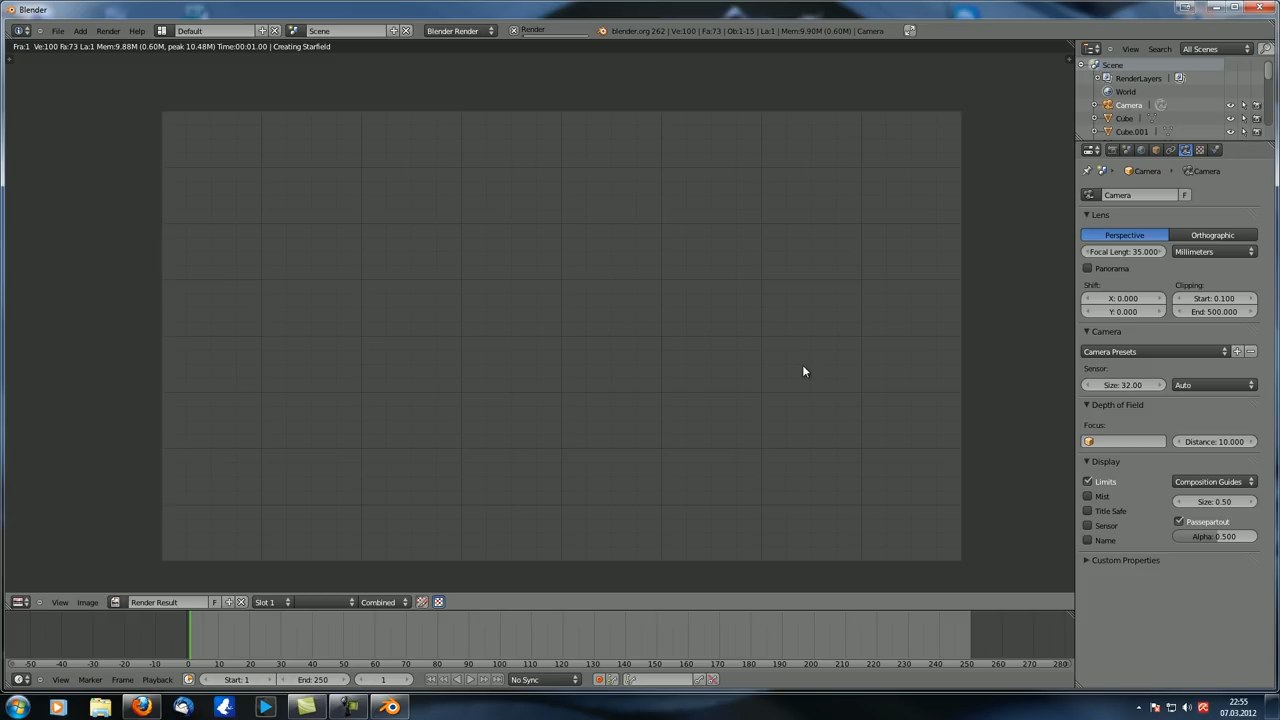 Blender
File Add Render Help Default Scene Blender Render Render blender.org 262 | Ve:100 | Fa:73 | Ob:1-15 | La:1 | Mem:9.90M (0.60M) | Camera
Fra:1 Ve:100 Fa:73 La:1 Mem:9.88M (0.60M, peak 10.48M) Time:00:01.00 | Creating Starfield
View Search All Scenes
Scene
RenderLayers
World
Camera
Cube
Cube.001
Camera Camera
Camera F
Lens
Perspective Orthographic
Focal Lengt: 35.000 Millimeters
Panorama
Shift: Clipping:
X: 0.000 Start: 0.100
Y: 0.000 End: 500.000
Camera
Camera Presets
Sensor:
Size: 32.00 Auto
Depth of Field
Focus:
Distance: 10.000
Display
Limits Composition Guides
Mist Size: 0.50
Title Safe
Passepartout
Sensor
Alpha: 0.500
Name
Custom Properties
View Image Render Result F Slot 1 Combined
-50 -40 -30 -20 -10 0 10 20 30 40 50 60 70 80 90 100 110 120 130 140 150 160 170 180 190 200 210 220 230 240 250 260 270 280
View Marker Frame Playback Start: 1 End: 250 1 No Sync
22:55
07.03.2012